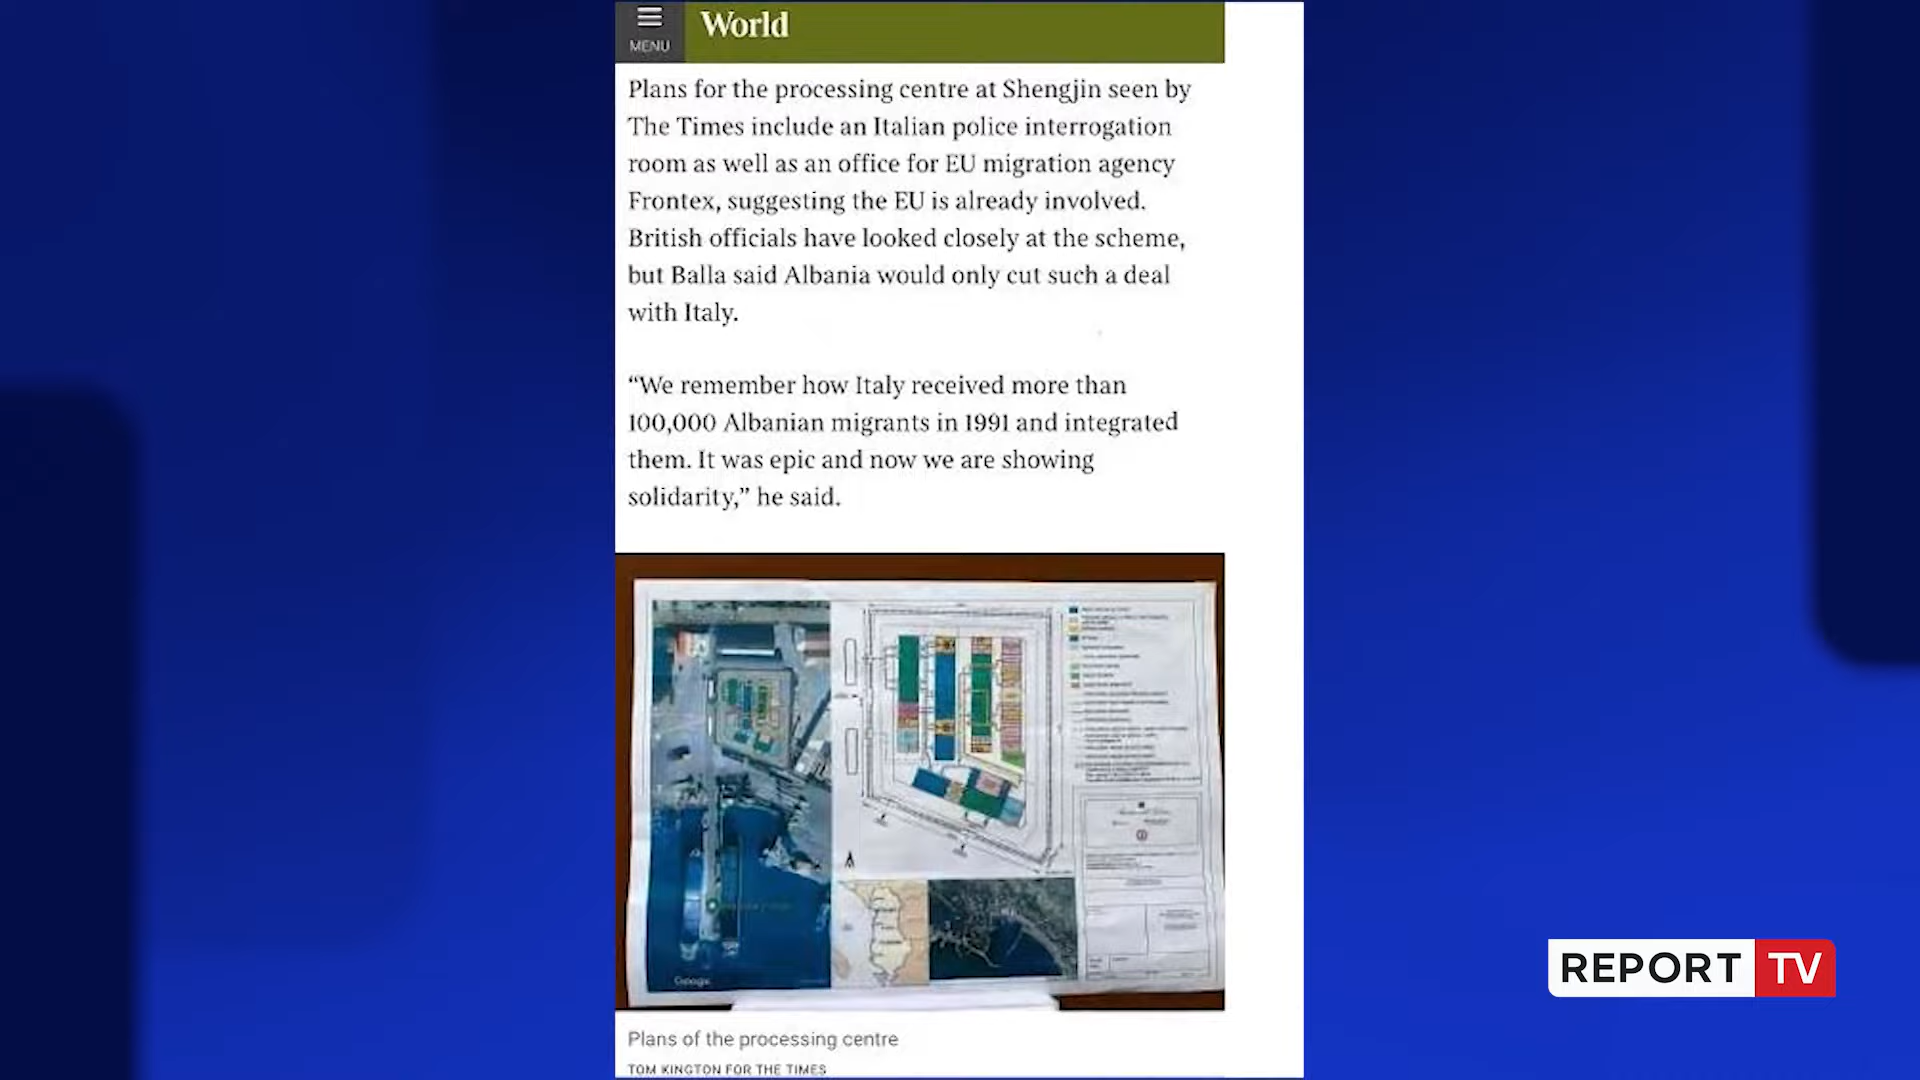 World
MENU
Plans for the processing centre at Shengjin seen by
The Times include an Italian police interrogation
room as well as an office for EU migration agency
Frontex, suggesting the EU is already involved.
British officials have looked closely at the scheme,
but Balla said Albania would only cut such a deal
with Italy.
“We remember how Italy received more than
100,000 Albanian migrants in 1991 and integrated
them. It was epic and now we are showing
solidarity,” he said.
Google
Plans of the processing centre
TOM KINGTON FOR THE TIMES
REPORT TV